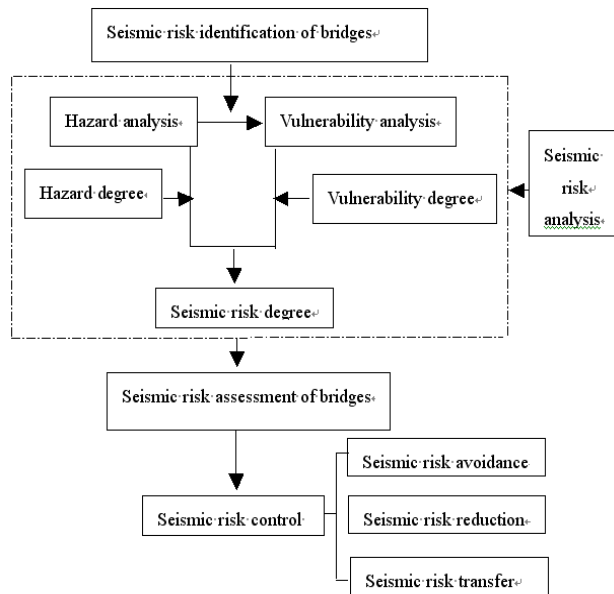 Seismic risk identification of bridges
Hazard analysis
Vulnerability analysis
Hazard degree
Vulnerability degree
Seismic
risk
analysis
Seismic risk degree
Seismic risk assessment of bridges
Seismic risk control
Seismic risk avoidance
Seismic risk reduction
Seismic risk transfer